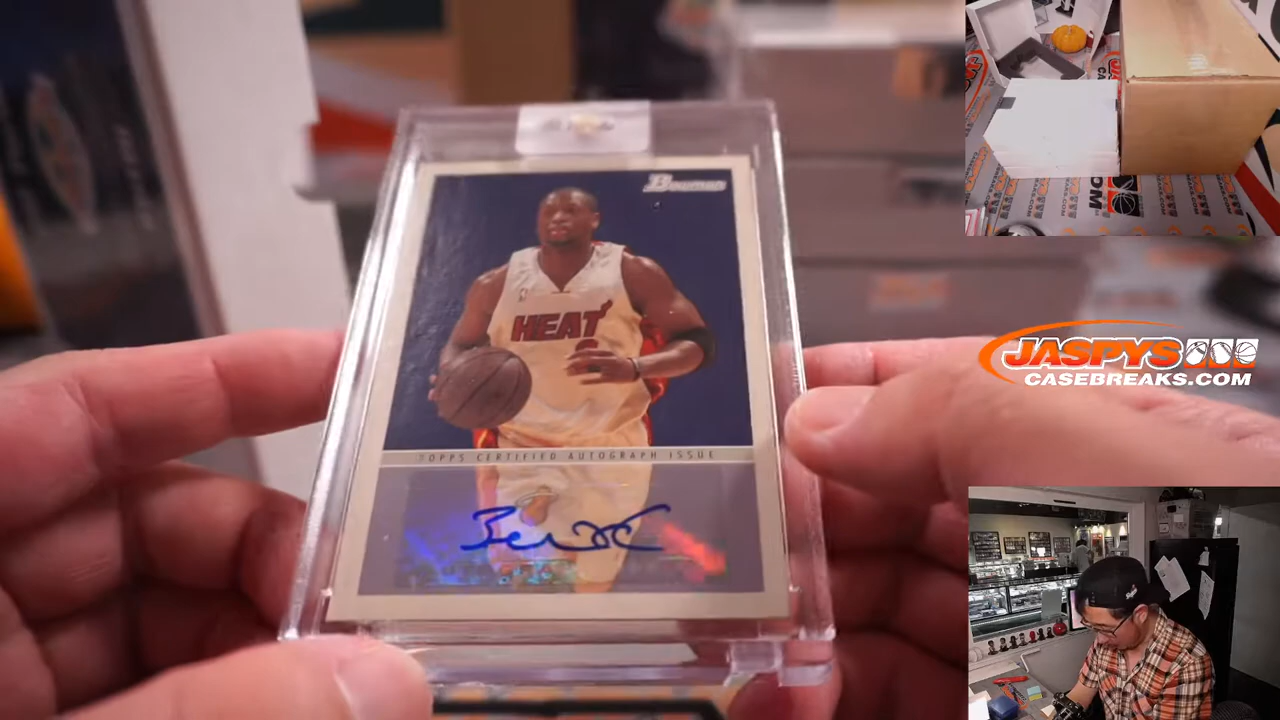 Bowman
HEAT
TOPPS CERTIFIED AUTOGRAPH ISSUE
JASPYS
CASEBREAKS.COM